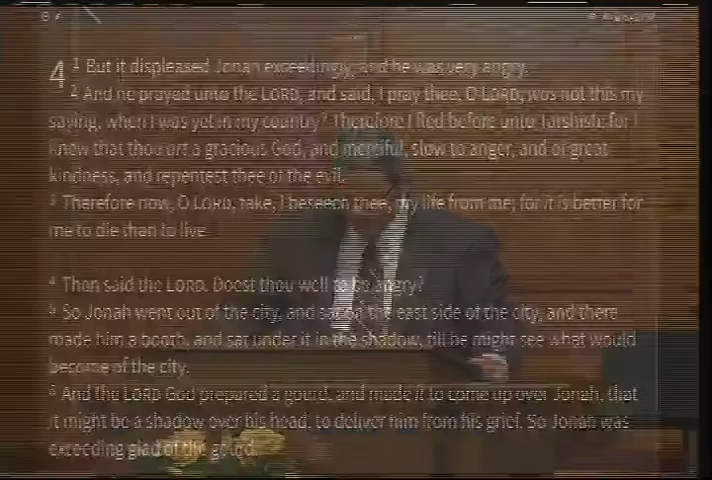 4 1 But it displeased Jonah exceedingly, and he was very angry.
2 And he prayed unto the LORD, and said, I pray thee, O LORD, was not this my
saying, when I was yet in my country? Therefore I fled before unto Tarshish: for I
knew that thou art a gracious God, and merciful, slow to anger, and of great
kindness, and repentest thee of the evil.
3 Therefore now, O LORD, take, I beseech thee, my life from me; for it is better for
me to die than to live.
4 Then said the LORD, Doest thou well to be angry?
5 So Jonah went out of the city, and sat on the east side of the city, and there
made him a booth, and sat under it in the shadow, till he might see what would
become of the city.
6 And the LORD God prepared a gourd, and made it to come up over Jonah, that
it might be a shadow over his head, to deliver him from his grief. So Jonah was
exceeding glad of the gourd.